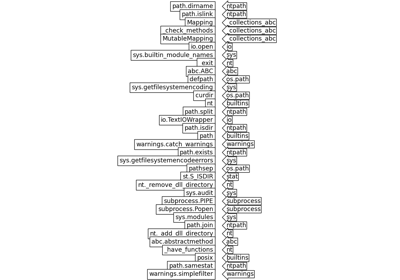 path.dirname ntpath
path.islink ntpath
Mapping _collections_abc
_check_methods _collections_abc
MutableMapping _collections_abc
io.open io
sys.builtin_module_names sys
_exit nt
abc.ABC abc
defpath os.path
sys.getfilesystemencoding sys
curdir os.path
nt builtins
path.split ntpath
io.TextIOWrapper io
path.isdir ntpath
path builtins
warnings.catch_warnings warnings
path.exists ntpath
sys.getfilesystemencodeerrors sys
pathsep os.path
st.S_ISDIR stat
nt._remove_dll_directory nt
sys.audit sys
subprocess.PIPE subprocess
subprocess.Popen subprocess
sys.modules sys
path.join ntpath
nt._add_dll_directory nt
abc.abstractmethod abc
_have_functions nt
posix builtins
path.samestat ntpath
warnings.simplefilter warnings